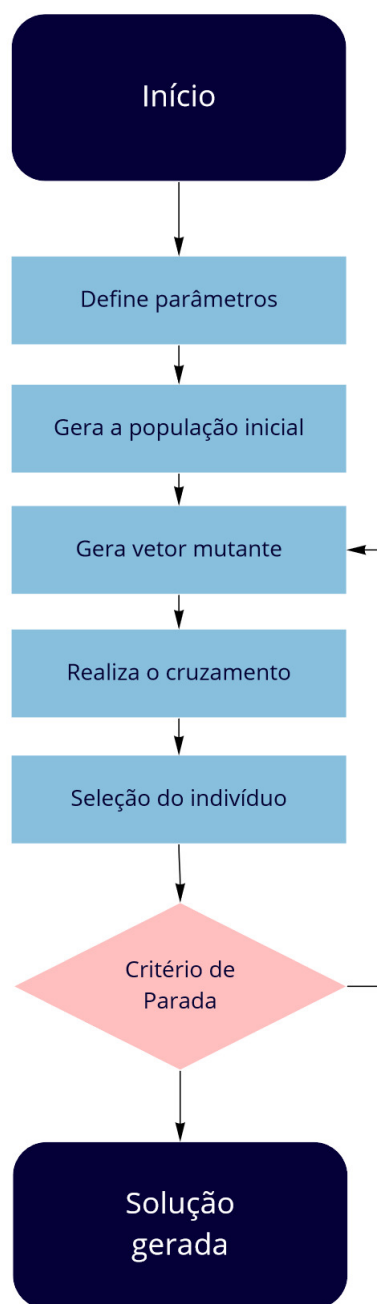 Início
Define parâmetros
Gera a população inicial
Gera vetor mutante
Realiza o cruzamento
Seleção do indivíduo
Critério de
Parada
Solução
gerada